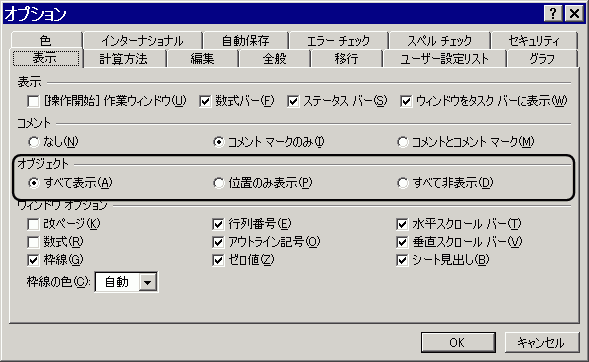 オプション
色 インターナショナル 自動保存 エラー チェック スペル チェック セキュリティ
表示 計算方法 編集 全般 移行 ユーザー設定リスト グラフ
表示
[操作開始] 作業ウィンドウ(U) 数式バー(F) ステータス バー(S) ウィンドウをタスク バーに表示(W)
コメント
なし(N) コメント マークのみ(I) コメントとコメント マーク(M)
オブジェクト
すべて表示(A) 位置のみ表示(P) すべて非表示(D)
ウィンドウ オプション
改ページ(K) 行列番号(E) 水平スクロール バー(T)
数式(R) アウトライン記号(O) 垂直スクロール バー(V)
枠線(G) ゼロ値(Z) シート見出し(B)
枠線の色(C): 自動
OK キャンセル